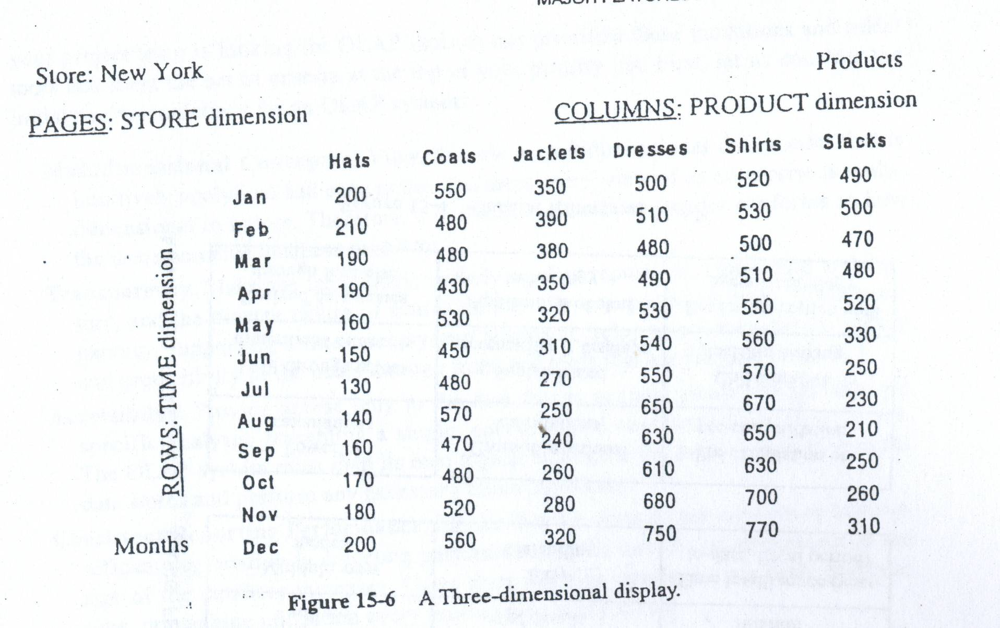 Store: New York
Products
PAGES: STORE dimension
COLUMNS: PRODUCT dimension
Hats Coats Jackets Dresses Shirts Slacks
Jan 200 550 350 500 520 490
Feb 210 480 390 510 530 500
Mar 190 480 380 480 500 470
Apr 190 430 350 490 510 480
May 160 530 320 530 550 520
Jun 150 450 310 540 560 330
Jul 130 480 270 550 570 250
Aug 140 570 250 650 670 230
Sep 160 470 240 630 650 210
Oct 170 480 260 610 630 250
Nov 180 520 280 680 700 260
Dec 200 560 320 750 770 310
ROWS: TIME dimension
Months
Figure 15-6 A Three-dimensional display.